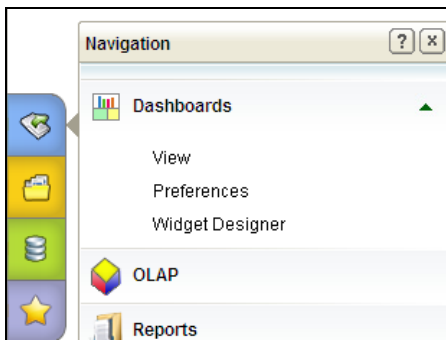 Navigation ? x
Dashboards
View
Preferences
Widget Designer
OLAP
Reports